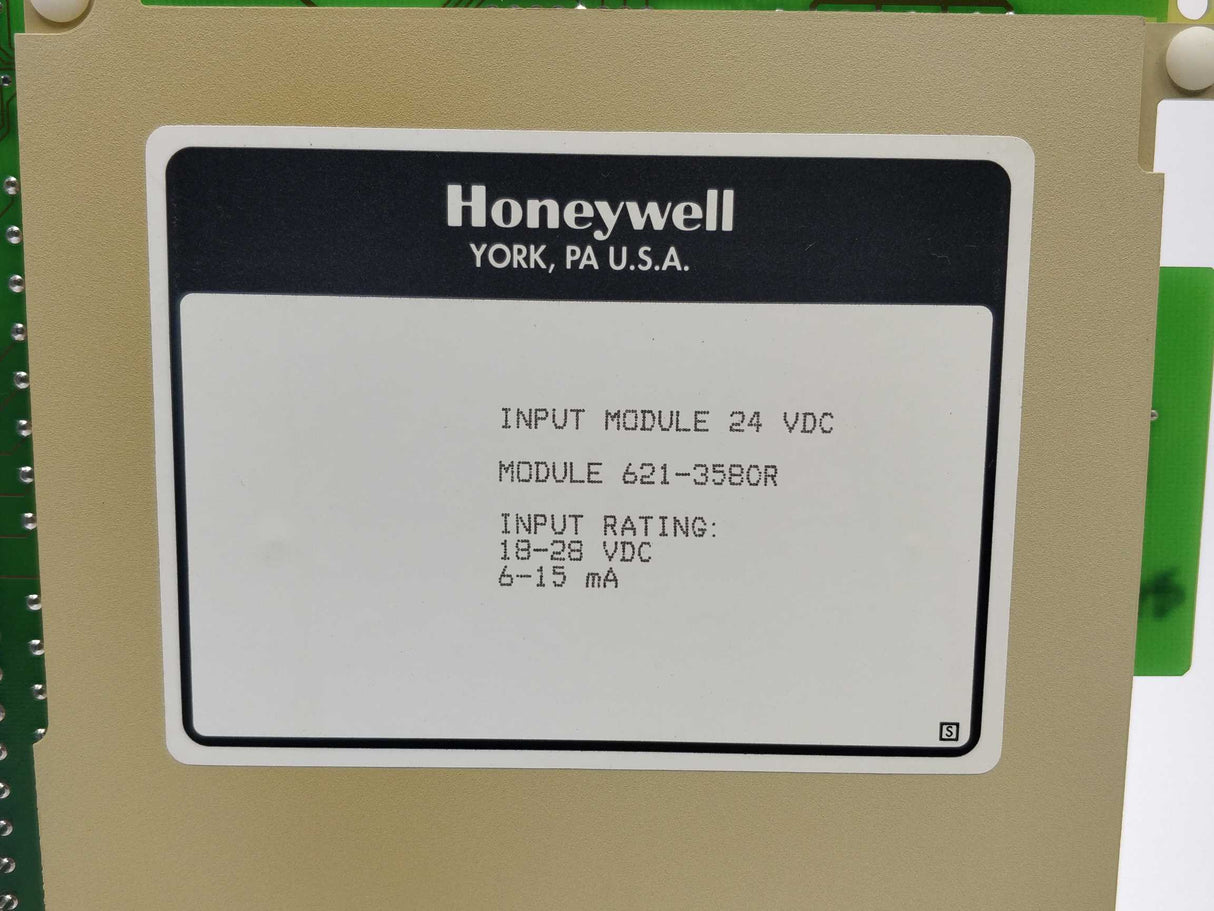 Honeywell
YORK, PA U.S.A.
INPUT MODULE 24 VDC
MODULE 621-3580R
INPUT RATING:
18-28 VDC
6-15 mA
S